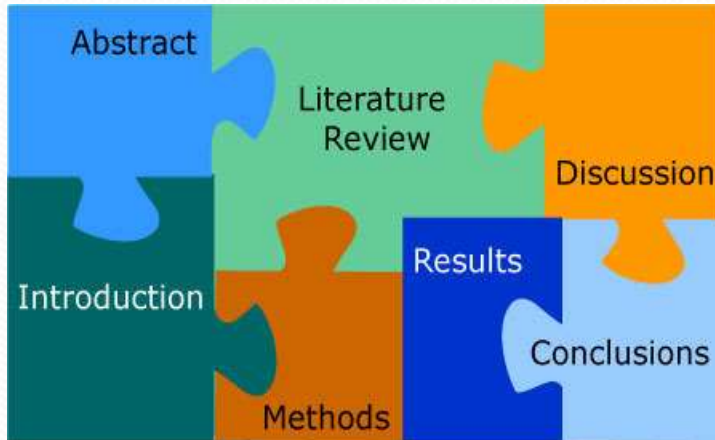 Abstract
Literature
Review
Discussion
Introduction
Results
Conclusions
Methods